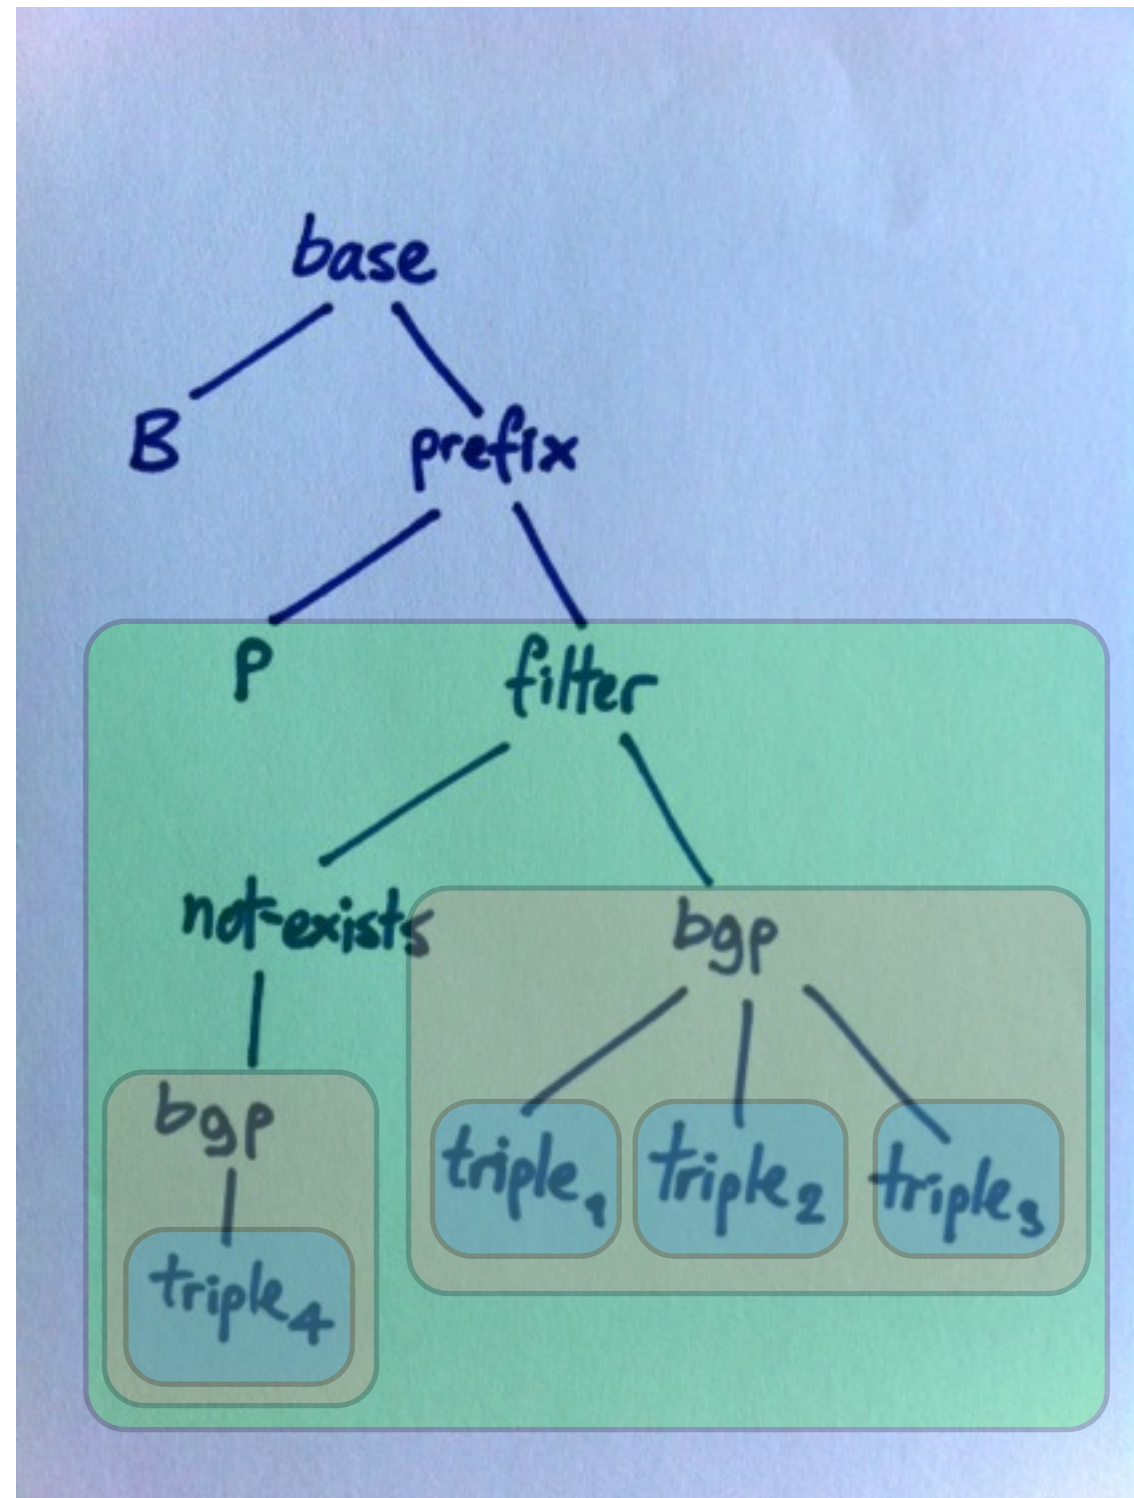 base
B prefix
P filter
not-exists bgp
bgp triple1 triple2 triple3
triple4